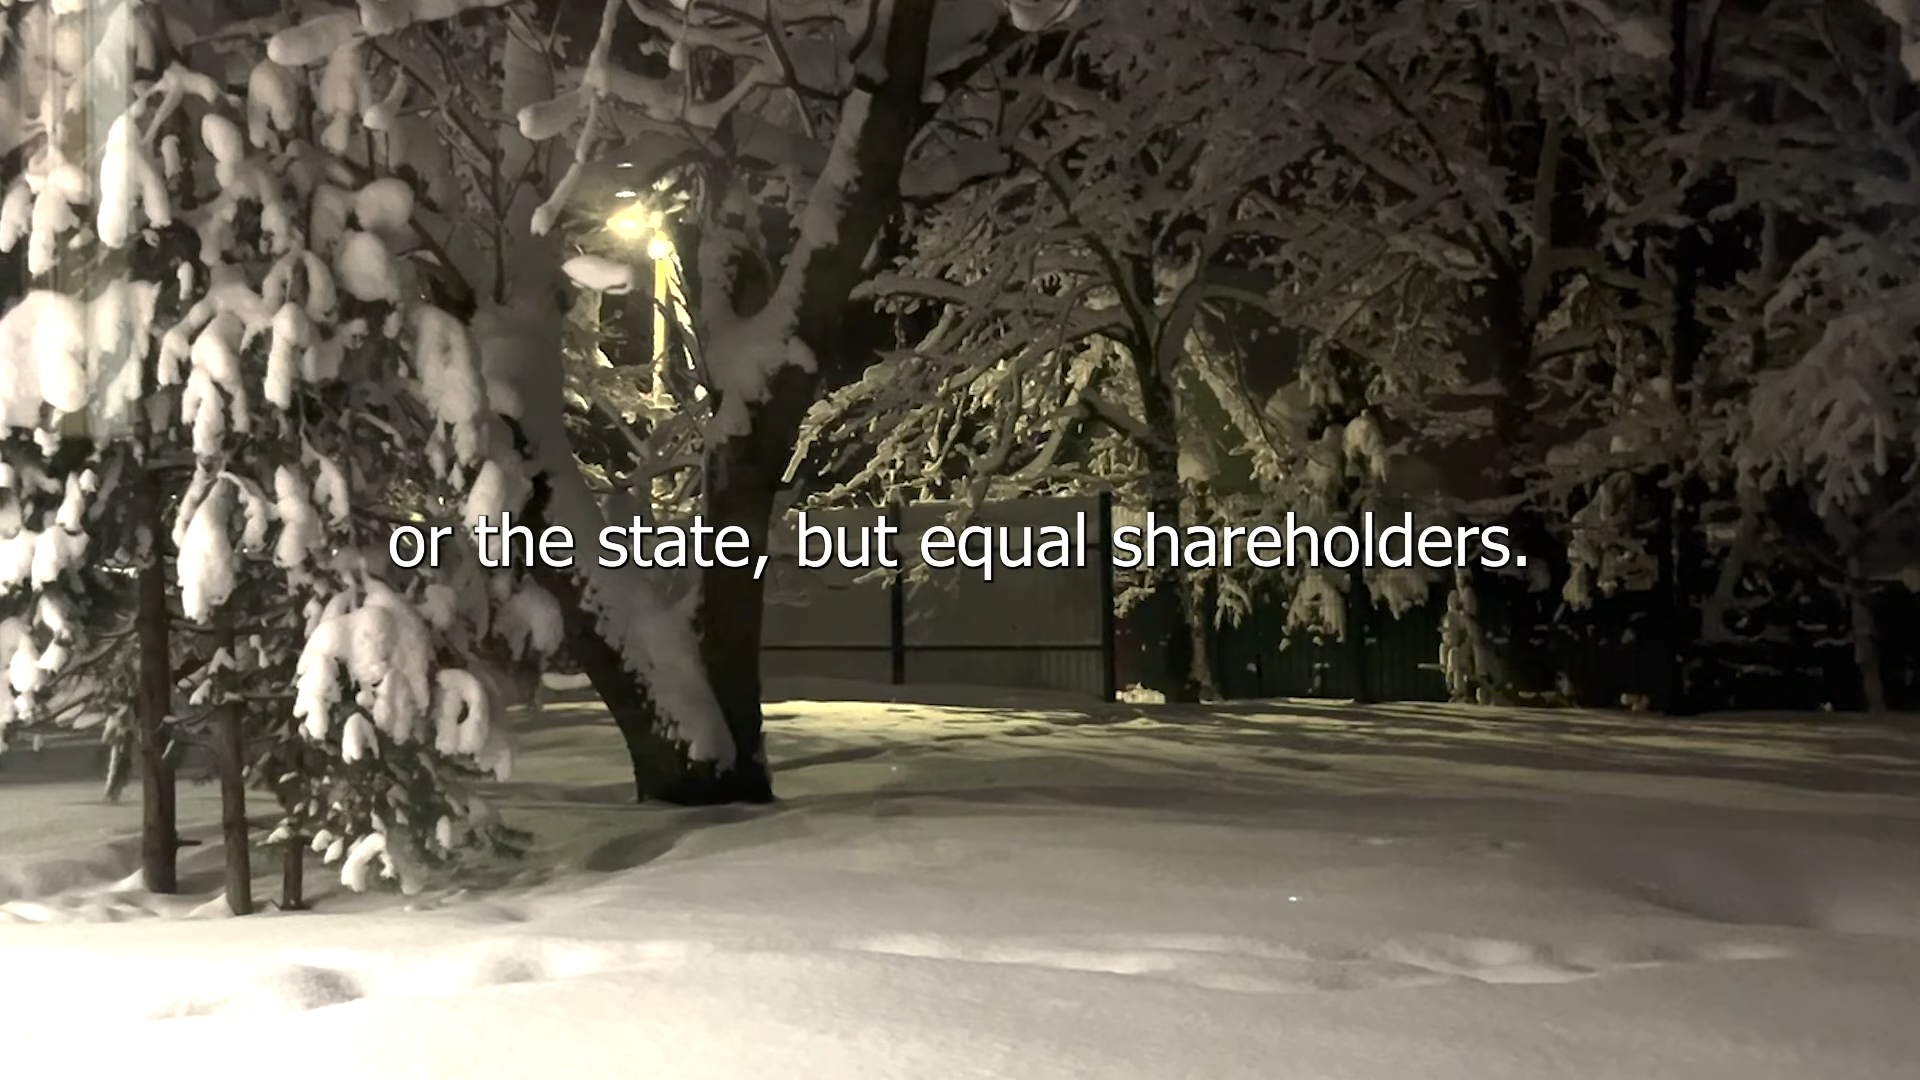 or the state, but equal shareholders.